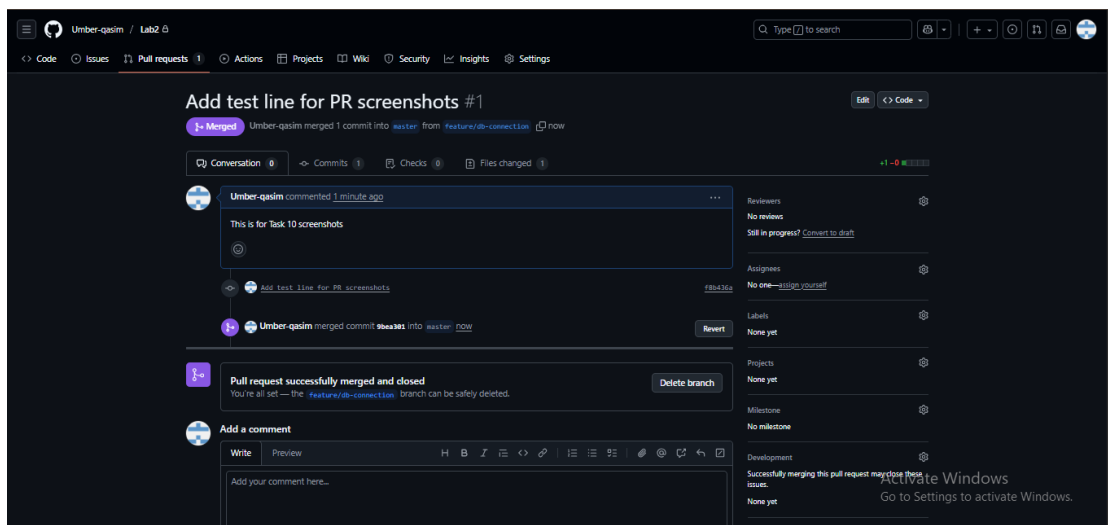 Umber-qasim / Lab2
Type / to search
Code Issues Pull requests 1 Actions Projects Wiki Security Insights Settings
Add test line for PR screenshots #1
Edit Code
Merged Umber-qasim merged 1 commit into master from feature/db-connection now
Conversation 0 Commits 1 Checks 0 Files changed 1 +1 −0
Umber-qasim commented 1 minute ago
This is for Task 10 screenshots
Add test line for PR screenshots f8b436a
Umber-qasim merged commit 9bea301 into master now
Revert
Pull request successfully merged and closed
You're all set — the feature/db-connection branch can be safely deleted.
Delete branch
Add a comment
Write Preview
Add your comment here...
Reviewers
No reviews
Still in progress? Convert to draft
Assignees
No one—assign yourself
Labels
None yet
Projects
None yet
Milestone
No milestone
Development
Successfully merging this pull request may close these
issues.
None yet
Activate Windows
Go to Settings to activate Windows.